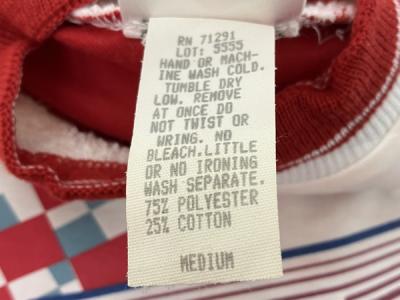 RN 71291
LOT: 5555
HAND OR MACH-
INE WASH COLD.
TUMBLE DRY
LOW. REMOVE
AT ONCE DO
NOT TWIST OR
WRING. NO
BLEACH.LITTLE
OR NO IRONING
WASH SEPARATE.
75% POLYESTER
25% COTTON
MEDIUM